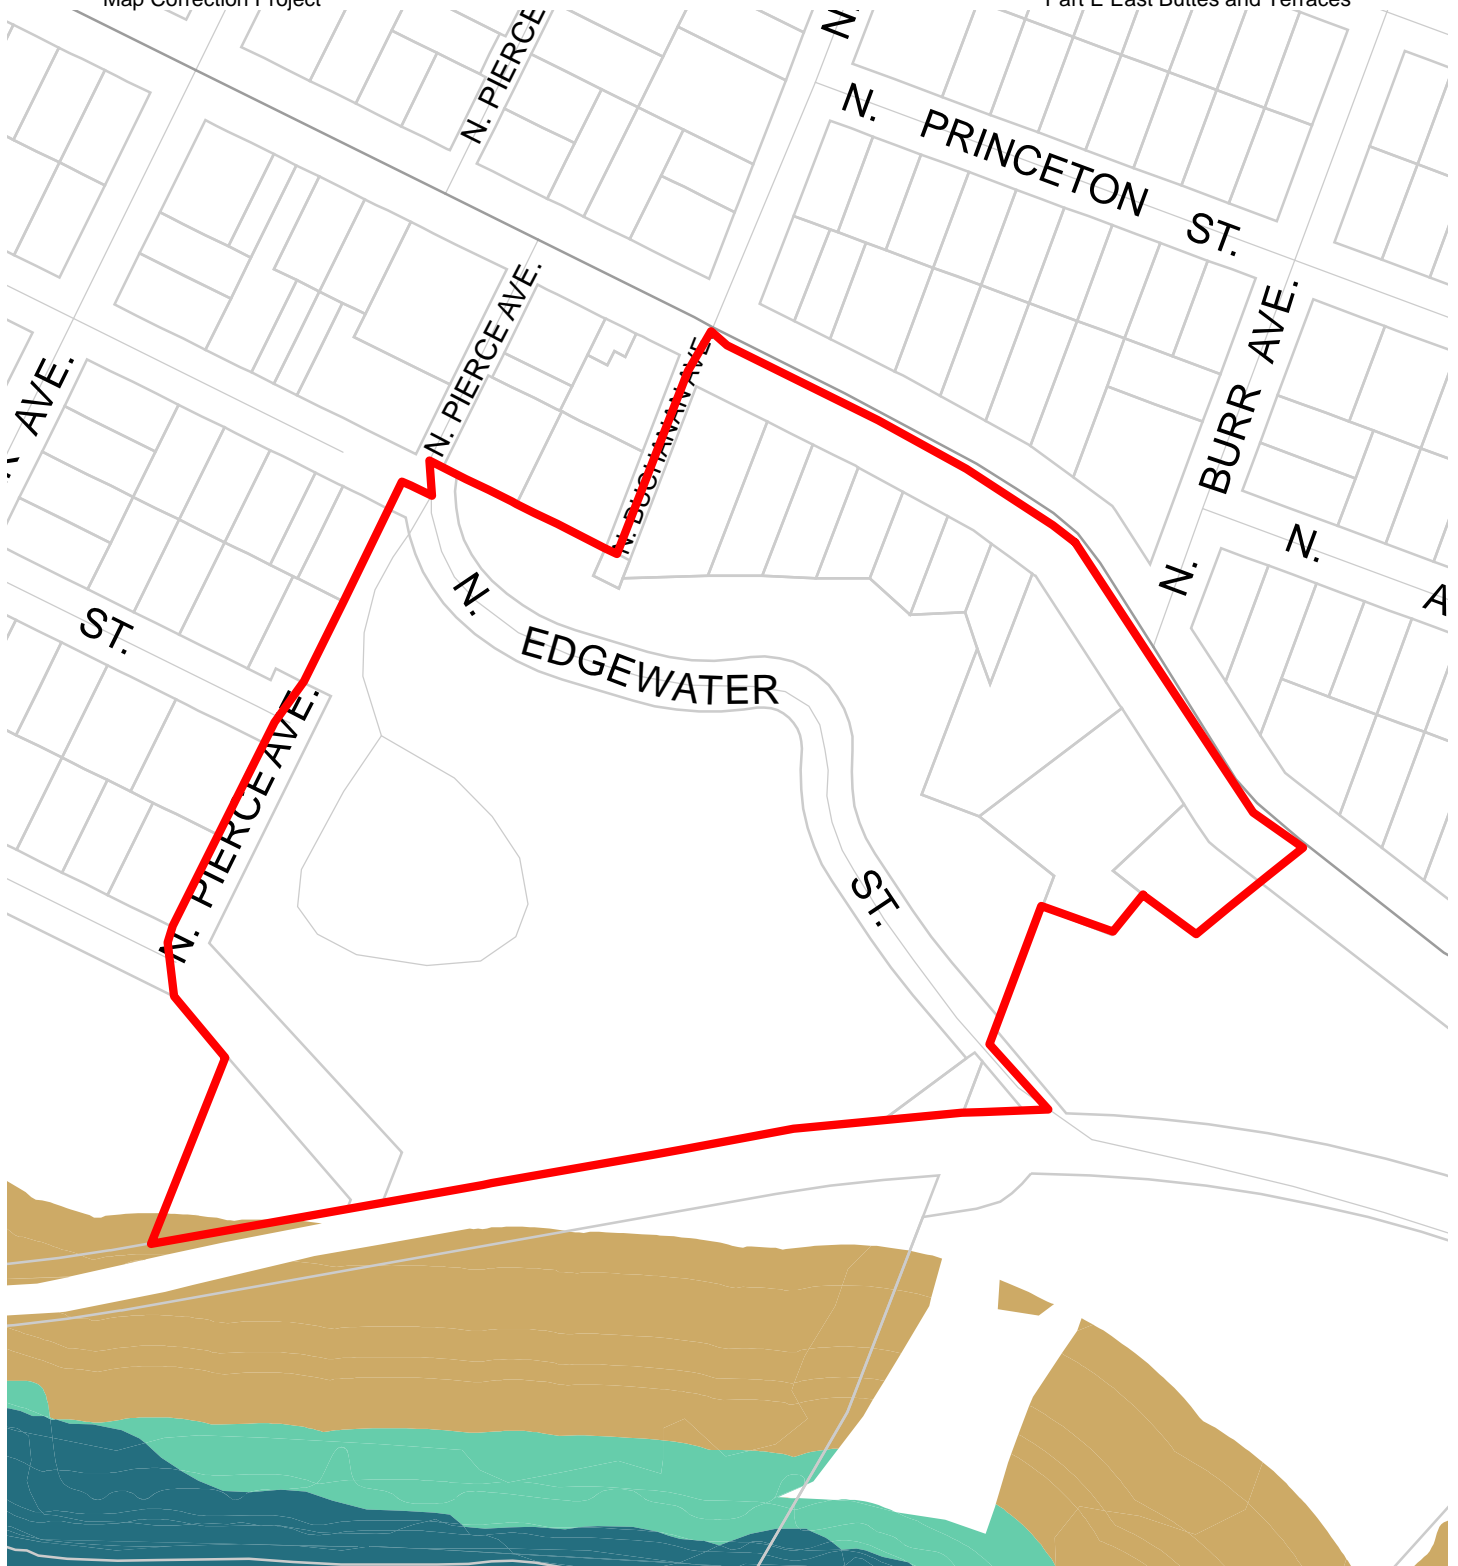 Map Correction Project
Part E East Buttes and Terraces
N. PIERCE
N
N. PRINCETON ST.
N. PIERCE AVE.
N. BUCHANAN AVE
N. BURR AVE.
AVE.
N. A
ST.
N. EDGEWATER ST.
N. PIERCE AVE.